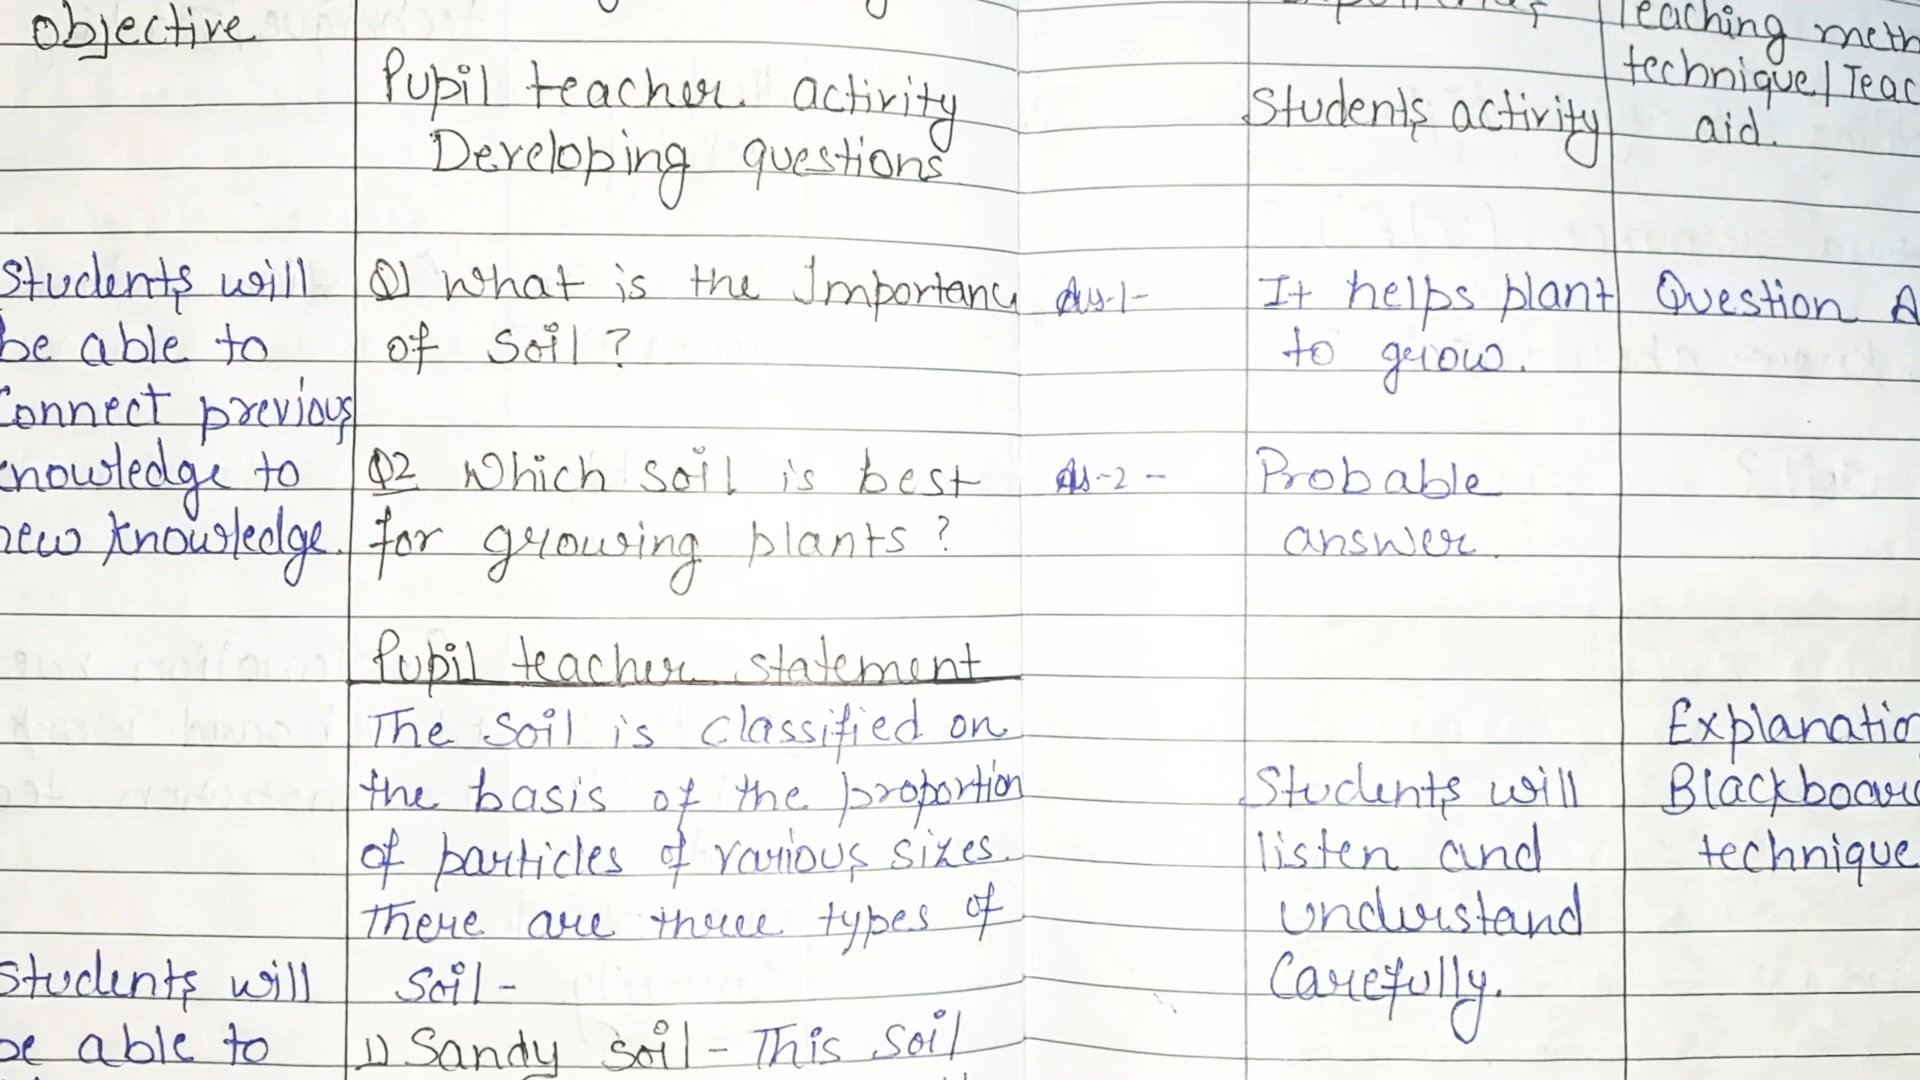 Objective
Pupil teacher activity
Developing questions
Students activity
Teaching meth
technique/Teac
aid.
Students will
be able to
Connect previous
knowledge to
new knowledge.
Q1 What is the Importanc
of Soil?
Ans-1-
It helps plant
to grow.
Question A
Q2 Which soil is best
for growing plants?
Ans-2-
Probable
answer.
Pupil teacher statement
The Soil is classified on
the basis of the proportion
of particles of various sizes.
There are three types of
Soil-
1) Sandy soil - This soil
Students will
listen and
understand
Carefully.
Explanatio
Blackboard
technique
Students will
be able to